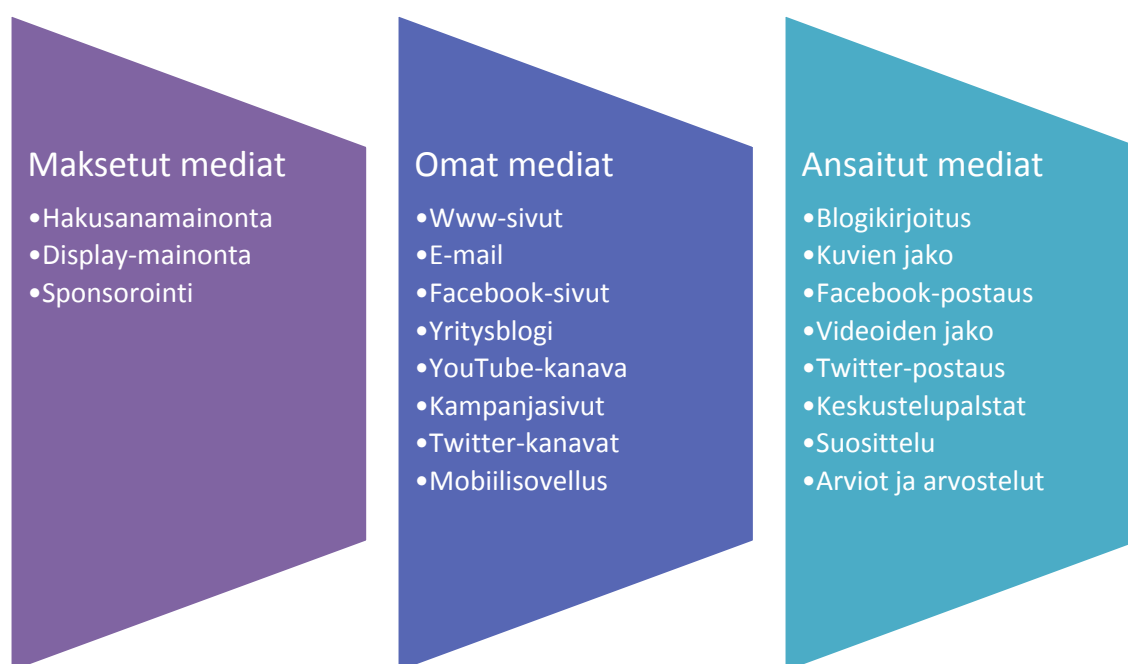 Maksetut mediat
•Hakusanamainonta
•Display-mainonta
•Sponsorointi
Omat mediat
•Www-sivut
•E-mail
•Facebook-sivut
•Yritysblogi
•YouTube-kanava
•Kampanjasivut
•Twitter-kanavat
•Mobiilisovellus
Ansaitut mediat
•Blogikirjoitus
•Kuvien jako
•Facebook-postaus
•Videoiden jako
•Twitter-postaus
•Keskustelupalstat
•Suosittelu
•Arviot ja arvostelut